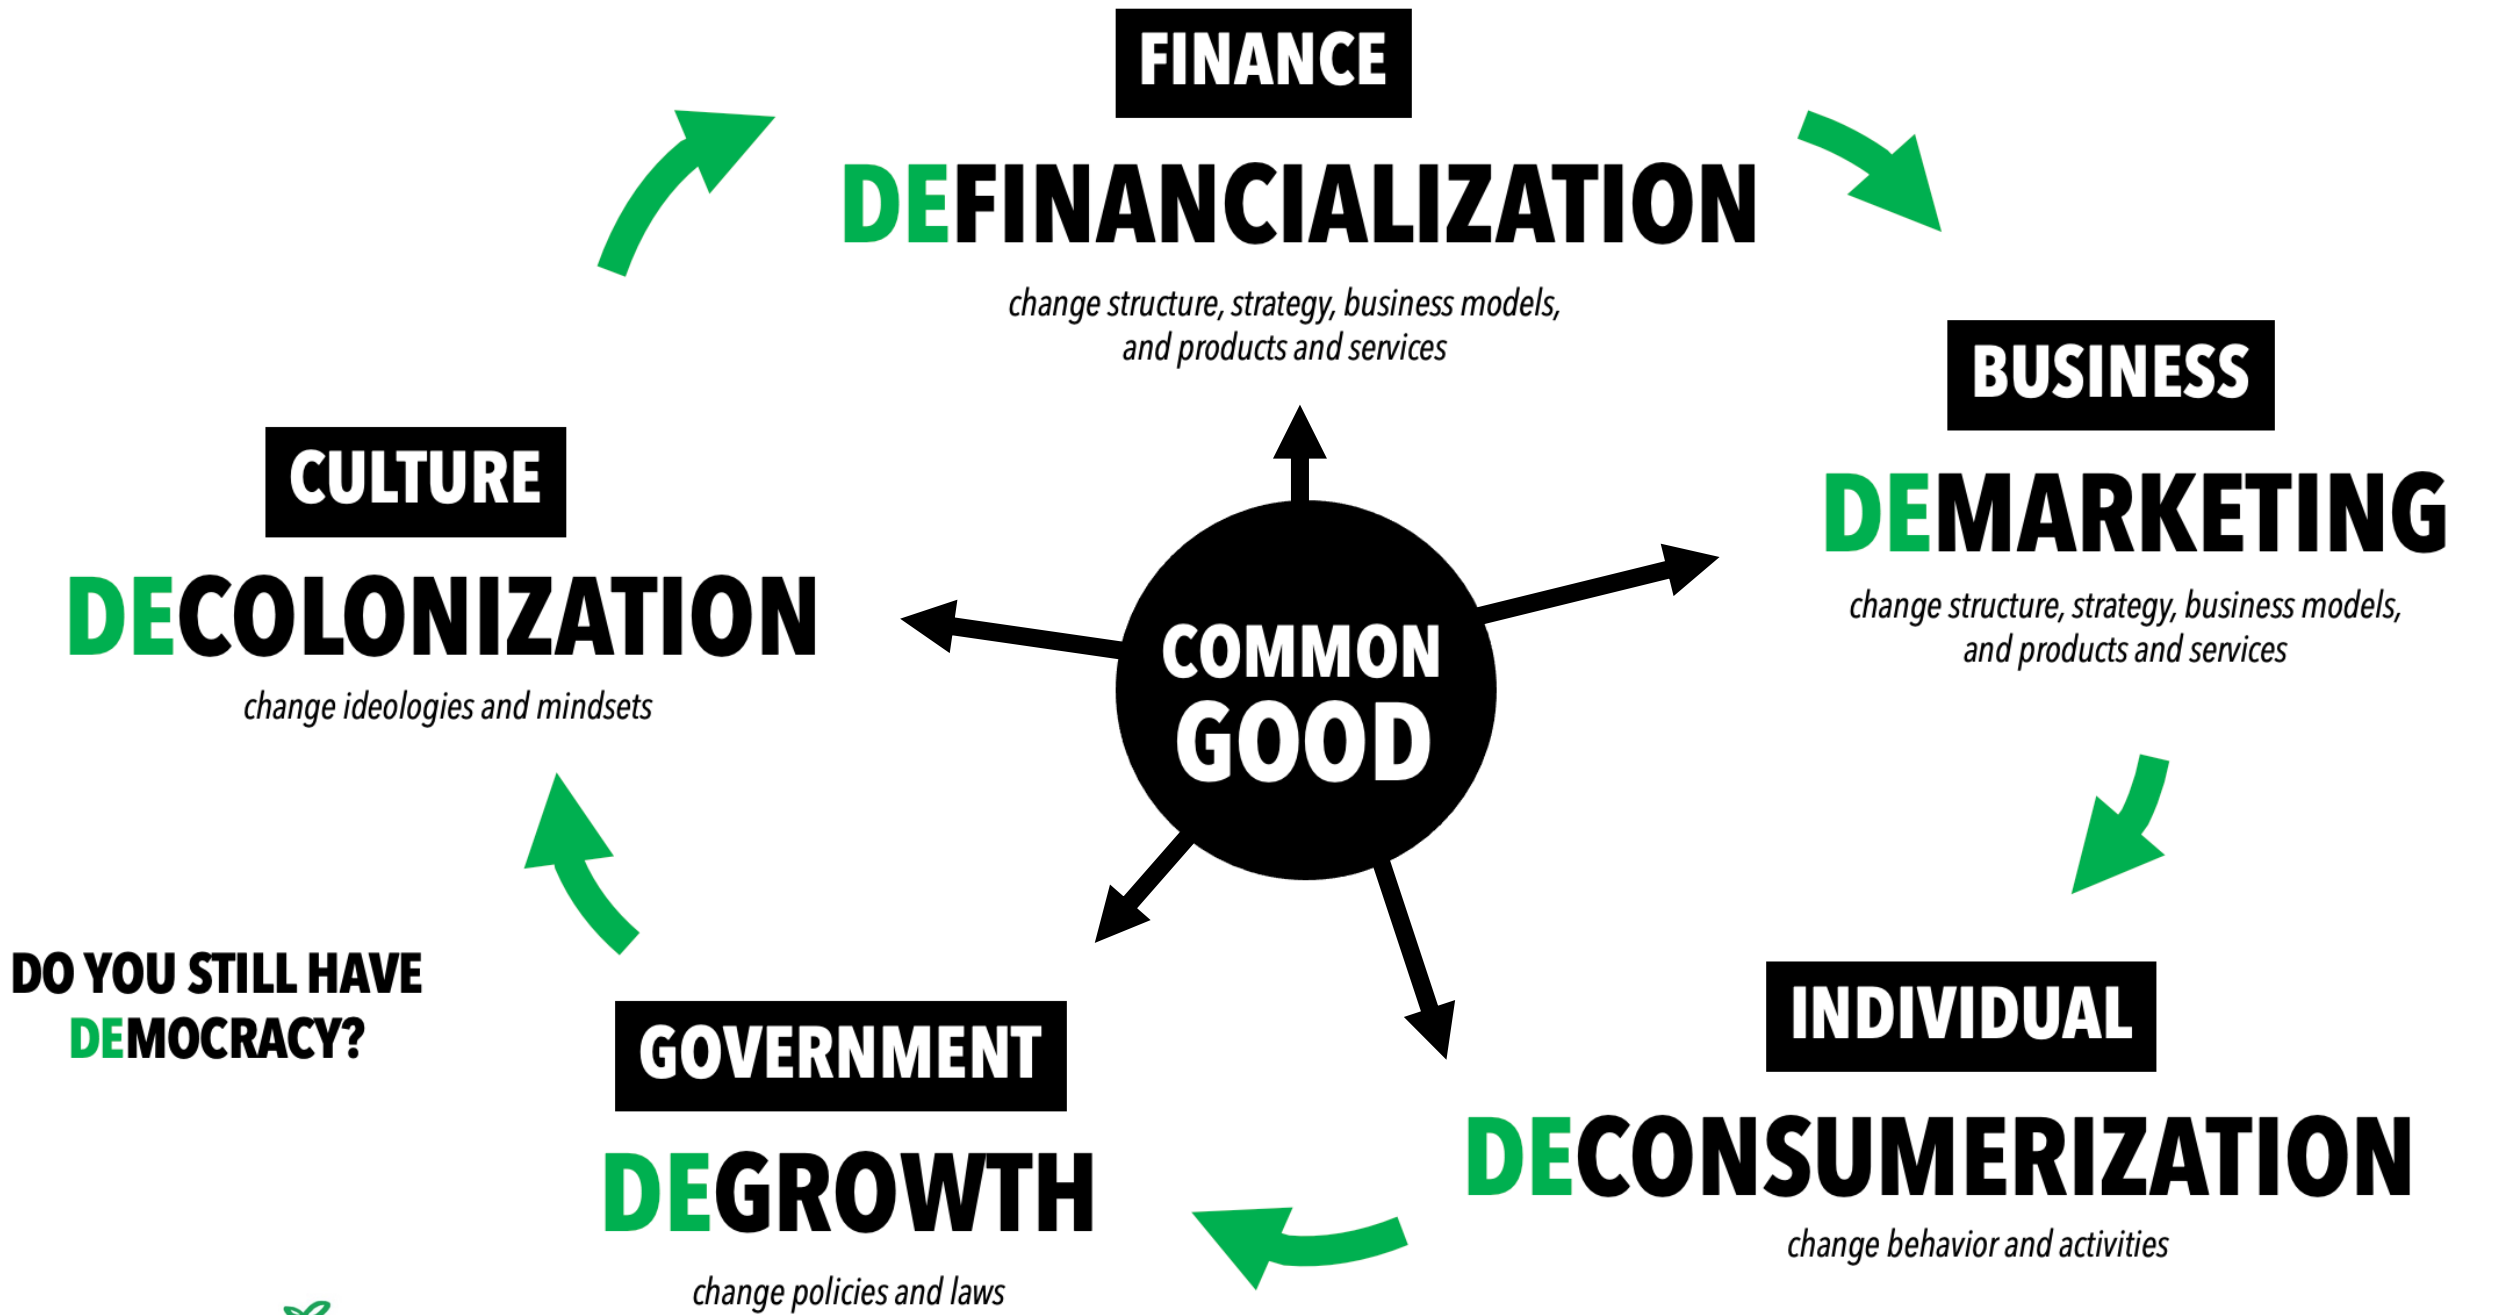 FINANCE
DEFINANCIALIZATION
change structure, strategy, business models,
and products and services
BUSINESS
DEMARKETING
change structure, strategy, business models,
and products and services
CULTURE
DECOLONIZATION
change ideologies and mindsets
COMMON
GOOD
DO YOU STILL HAVE
DEMOCRACY?
GOVERNMENT
DEGROWTH
change policies and laws
INDIVIDUAL
DECONSUMERIZATION
change behavior and activities